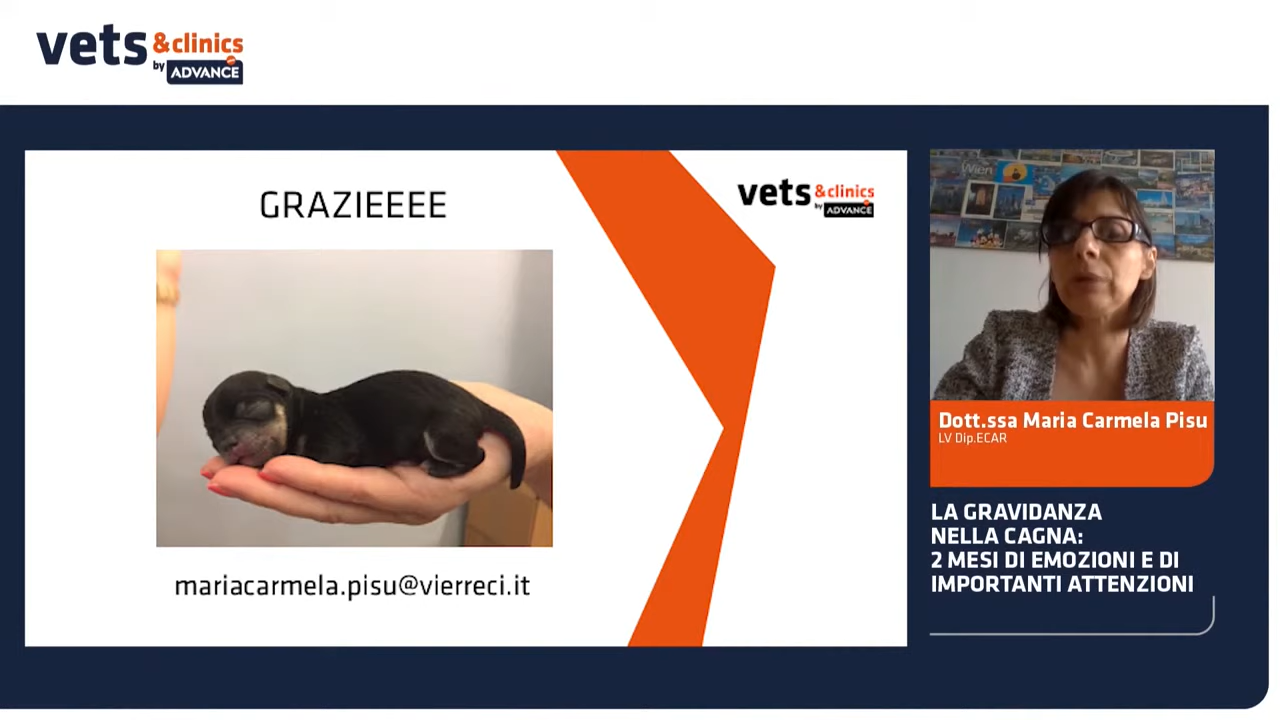 vets &clinics
by ADVANCE
GRAZIEEEE
vets &clinics
by ADVANCE
mariacarmela.pisu@vierreci.it
Wien
Dott.ssa Maria Carmela Pisu
LV Dip.ECAR
LA GRAVIDANZA
NELLA CAGNA:
2 MESI DI EMOZIONI E DI
IMPORTANTI ATTENZIONI